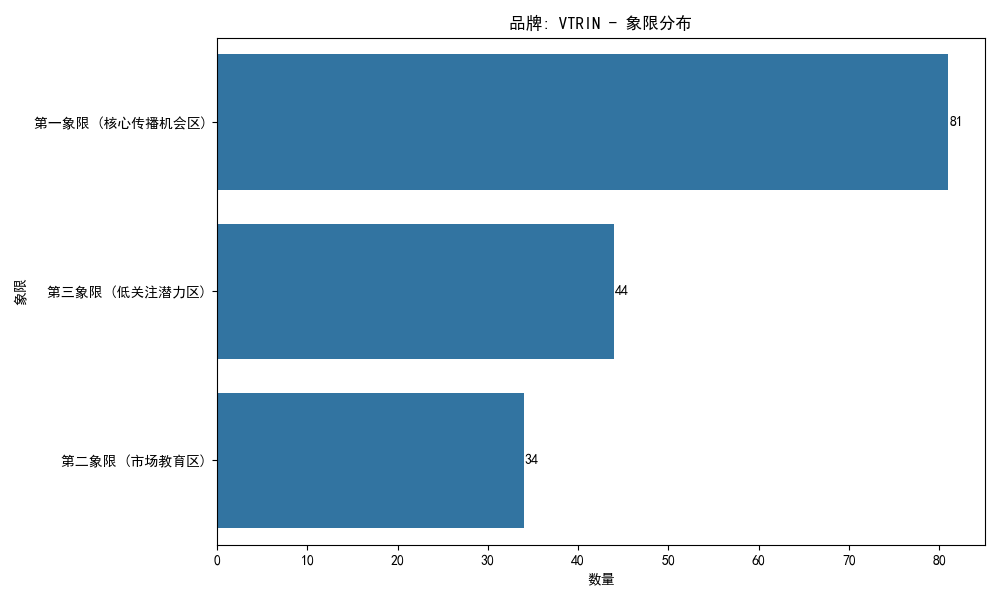 品牌: VTRIN - 象限分布
象限
第一象限 (核心传播机会区)
81
第三象限 (低关注潜力区)
44
第二象限 (市场教育区)
34
0 10 20 30 40 50 60 70 80
数量